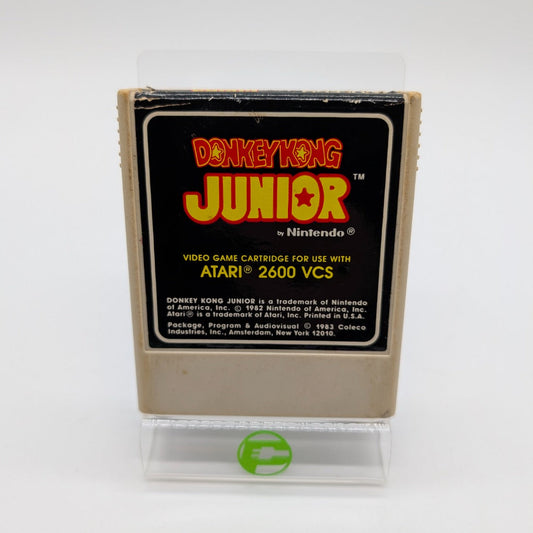 DONKEY KONG
JUNIOR™
by Nintendo®
VIDEO GAME CARTRIDGE FOR USE WITH
ATARI® 2600 VCS
DONKEY KONG JUNIOR is a trademark of Nintendo
of America, Inc. © 1982 Nintendo of America, Inc.
Atari® is a trademark of Atari, Inc. Printed in U.S.A.
Package, Program & Audiovisual © 1983 Coleco
Industries, Inc., Amsterdam, New York 12010.